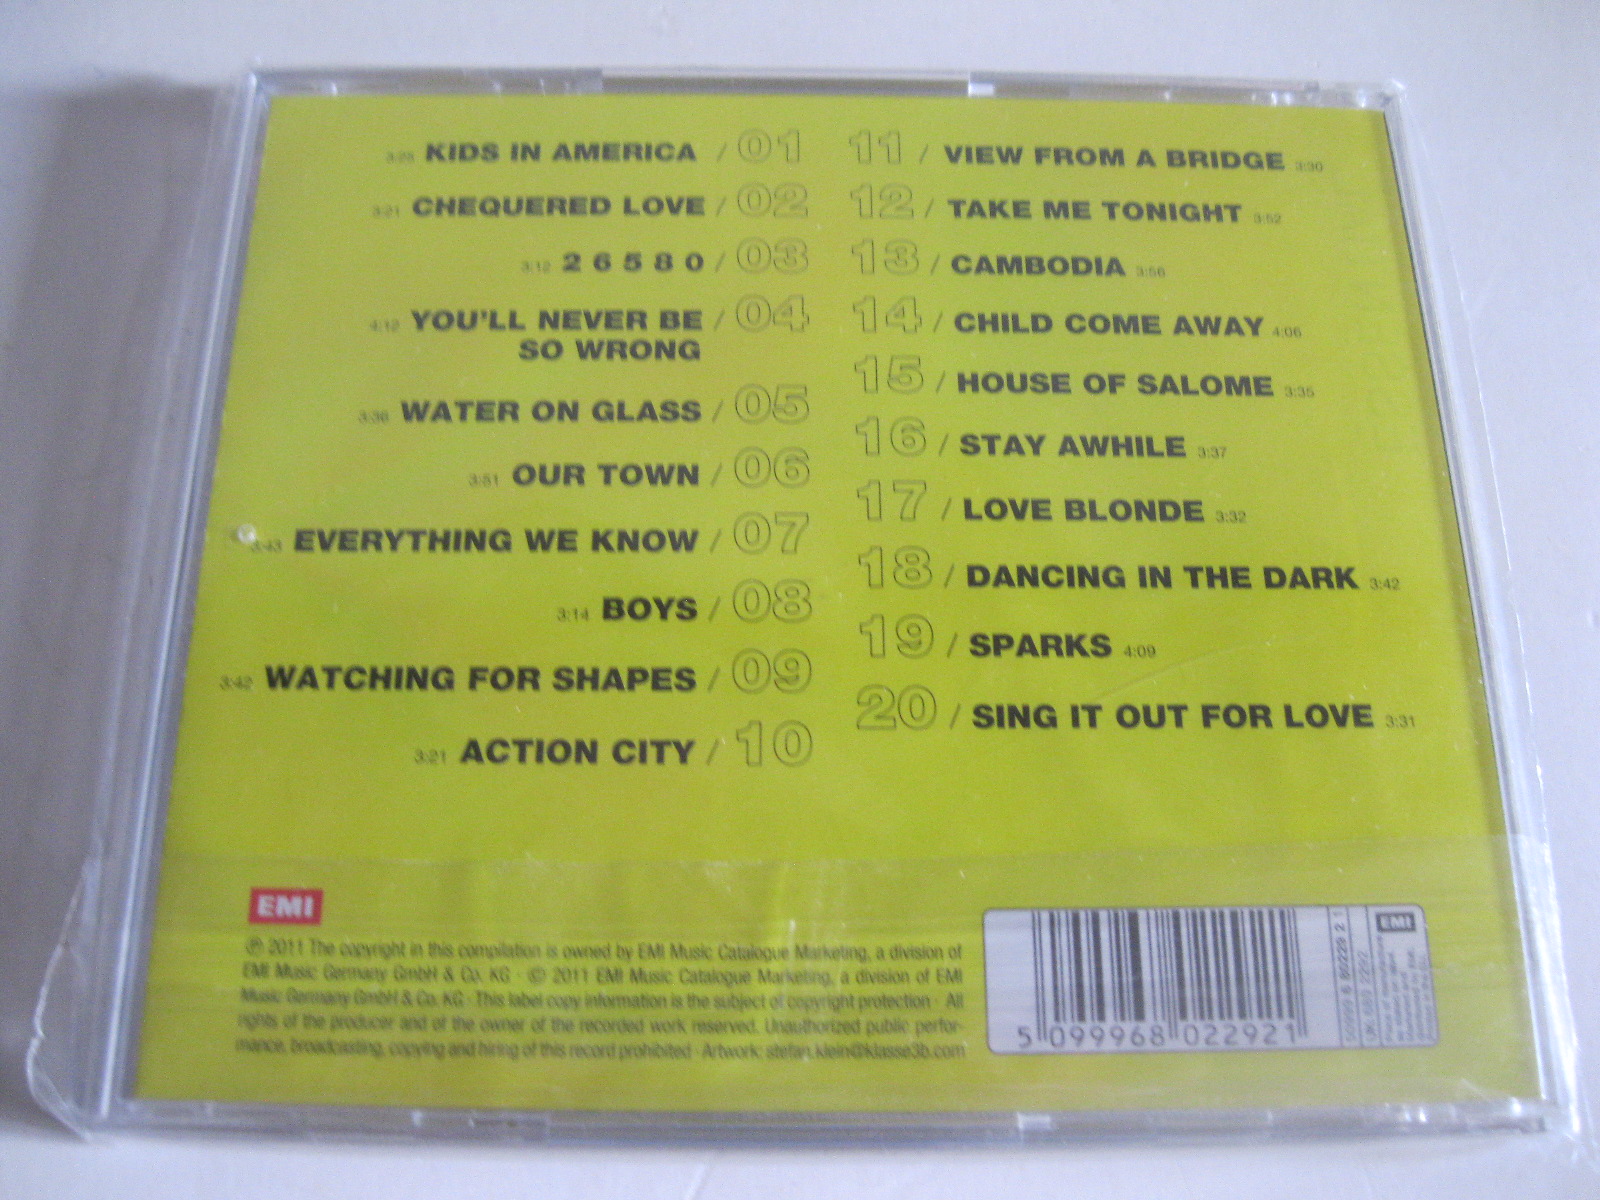 3:25 KIDS IN AMERICA / 01
3:21 CHEQUERED LOVE / 02
3:12 2 6 5 8 0 / 03
4:12 YOU'LL NEVER BE / 04
SO WRONG
3:36 WATER ON GLASS / 05
3:51 OUR TOWN / 06
3:43 EVERYTHING WE KNOW / 07
3:14 BOYS / 08
3:42 WATCHING FOR SHAPES / 09
3:21 ACTION CITY / 10
11 / VIEW FROM A BRIDGE 3:30
12 / TAKE ME TONIGHT 3:52
13 / CAMBODIA 3:56
14 / CHILD COME AWAY 4:06
15 / HOUSE OF SALOME 3:35
16 / STAY AWHILE 3:37
17 / LOVE BLONDE 3:32
18 / DANCING IN THE DARK 3:42
19 / SPARKS 4:09
20 / SING IT OUT FOR LOVE 3:31
EMI
℗ 2011 The copyright in this compilation is owned by EMI Music Catalogue Marketing, a division of
EMI Music Germany GmbH & Co. KG · © 2011 EMI Music Catalogue Marketing, a division of EMI
Music Germany GmbH & Co. KG · This label copy information is the subject of copyright protection · All
rights of the producer and of the owner of the recorded work reserved. Unauthorized public perfor-
mance, broadcasting, copying and hiring of this record prohibited · Artwork: stefan.klein@klasse3b.com
5 099968 022921
50999 6 80229 2 1
EMI